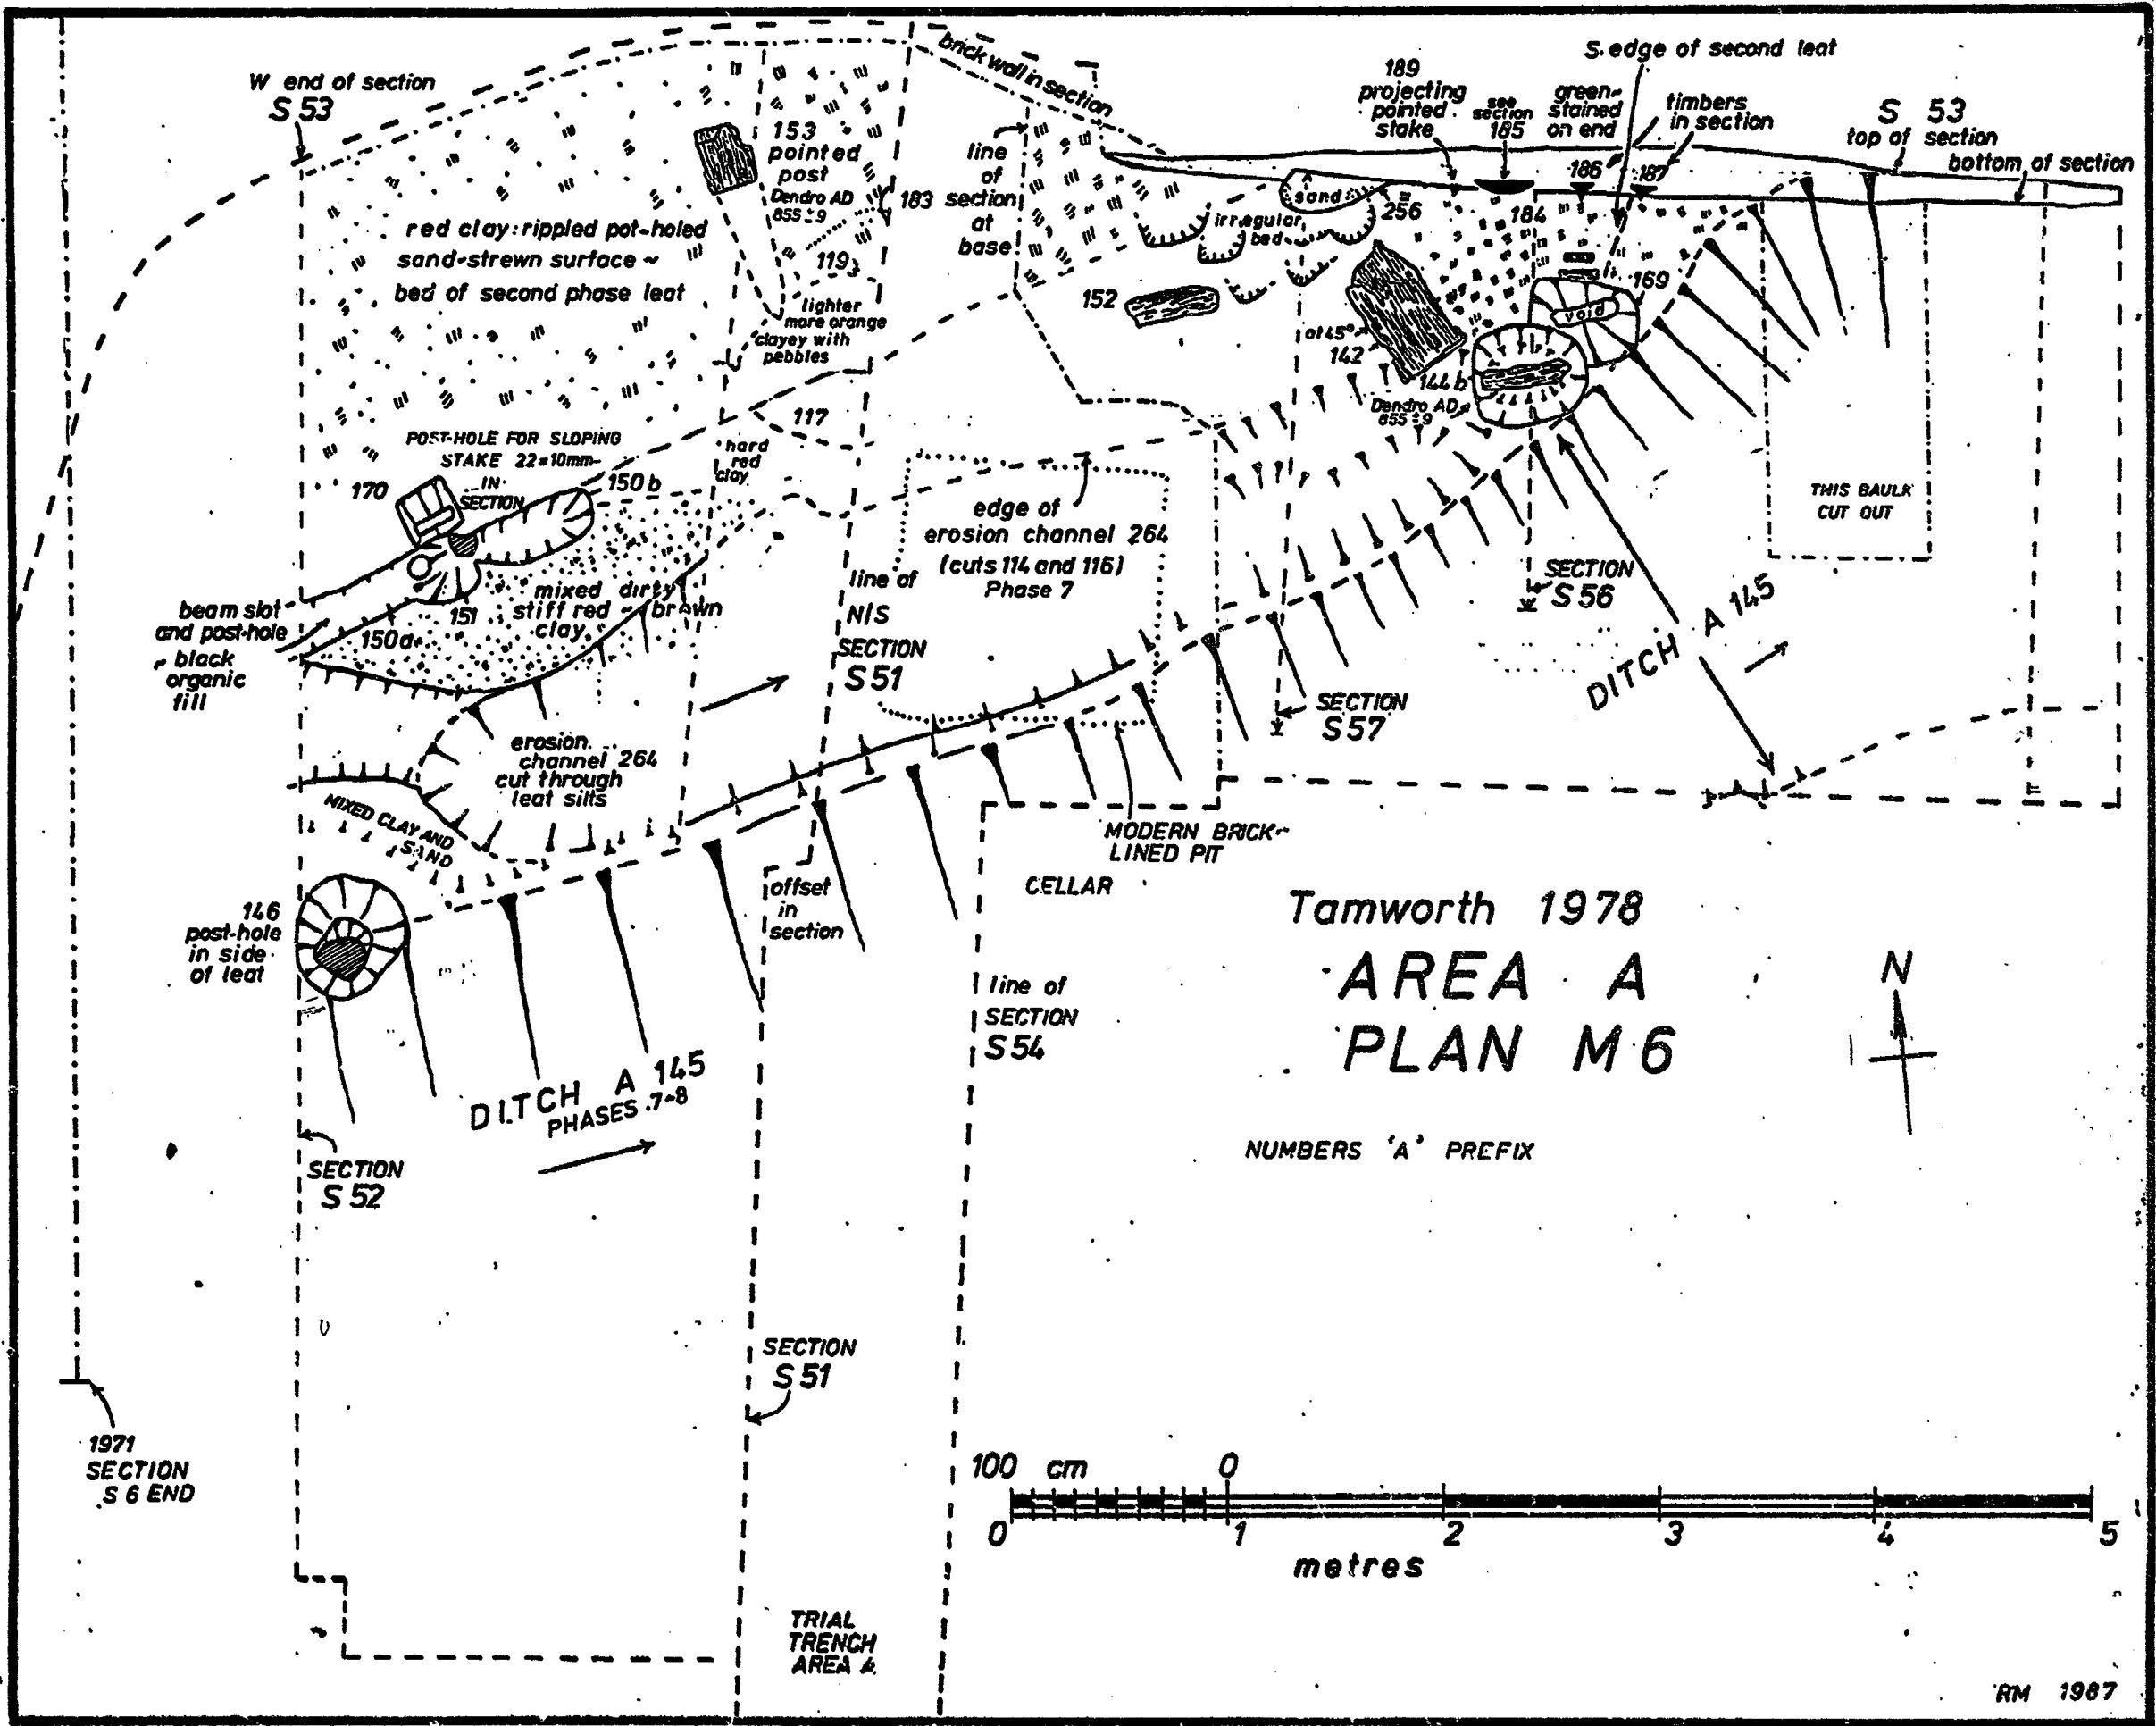 W end of section
S 53
brick wall in section
S. edge of second leat
189
projecting
pointed
stake
see
section
185
green-
stained
on end
timbers
in section
S 53
top of section
bottom of section
186
187
153
pointed
post
Dendro AD
855±9
183
119
line
of
section
at
base
red clay: rippled pot-holed
sand-strewn surface ~
bed of second phase leat
lighter
more orange
clayey with
pebbles
sand
irregular
bed
256
184
152
at 45°
142
169
void
144b
Dendro AD
855±9
117
hard
red
clay
POST-HOLE FOR SLOPING
STAKE 22×10mm
IN
SECTION
170
150b
edge of
erosion channel 264
(cuts 114 and 116)
Phase 7
THIS BAULK
CUT OUT
SECTION
S 56
DITCH A 145
beam slot
and post-hole
black
organic
fill
150a
151
mixed dirty
stiff red ~ brown
clay
line of
N/S
SECTION
S 51
SECTION
S 57
erosion
channel 264
cut through
leat silts
MIXED CLAY AND
SAND
MODERN BRICK-
LINED PIT
CELLAR
offset
in
section
146
post-hole
in side
of leat
line of
SECTION
S 54
DITCH A 145
PHASES 7-8
SECTION
S 52
Tamworth 1978
AREA A
PLAN M6
N
NUMBERS 'A' PREFIX
SECTION
S 51
1971
SECTION
S 6 END
100 cm 0
0 1 2 3 4 5
metres
TRIAL
TRENCH
AREA A
RM 1987